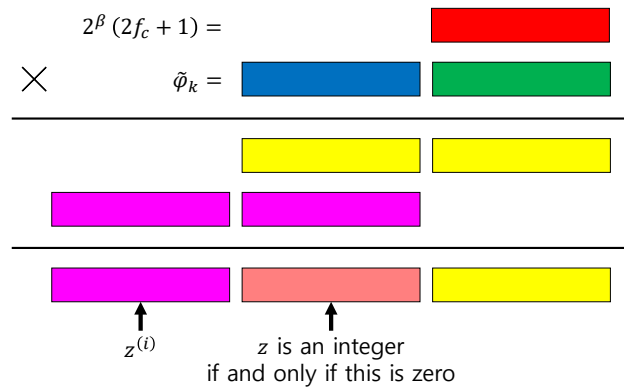 2^β (2f_c + 1) =
× φ̃_k =
z^(i)
z is an integer
if and only if this is zero